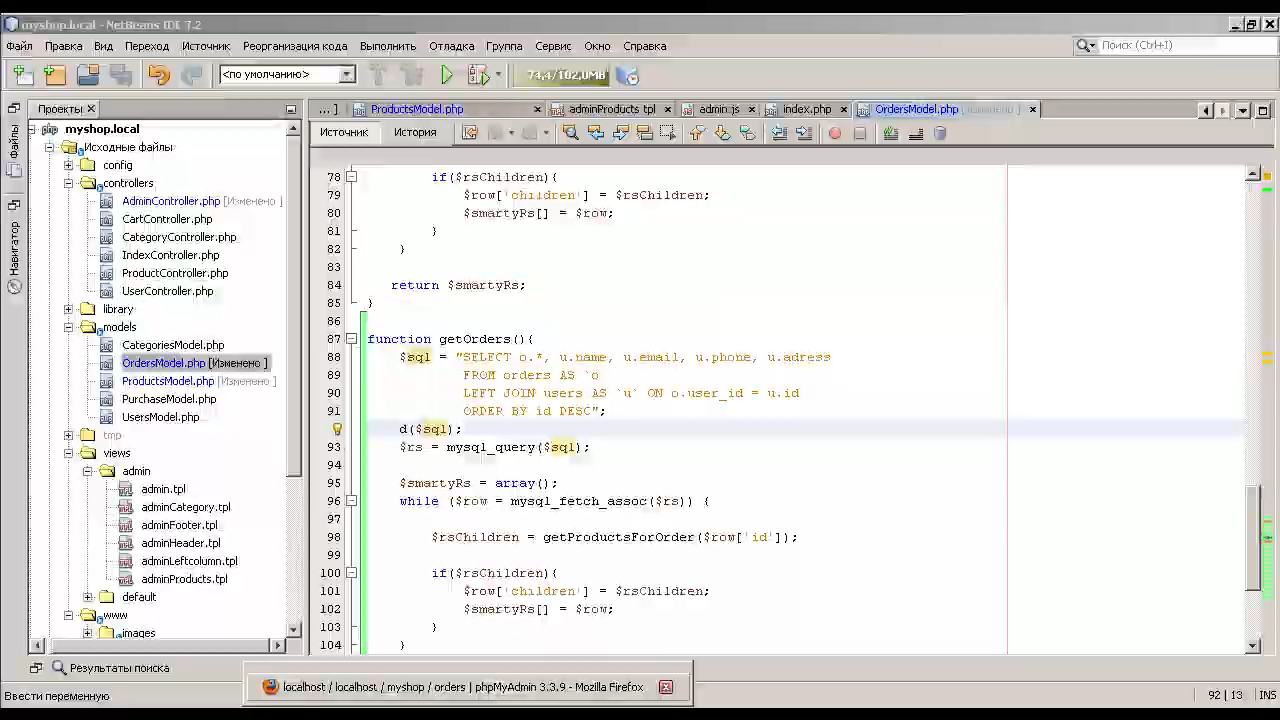 myshop.local - NetBeans IDE 7.2
Файл Правка Вид Переход Источник Реорганизация кода Выполнить Отладка Группа Сервис Окно Справка
Поиск (Ctrl+I)
<по умолчанию>
74,4/102,0MB
Проекты
...] ProductsModel.php adminProducts tpl admin.js index.php OrdersModel.php [Изменено ]
Источник История
Файлы
Навигатор
myshop.local
Исходные файлы
config
controllers
AdminController.php [Изменено ]
CartController.php
CategoryController.php
IndexController.php
ProductController.php
UserController.php
library
models
CategoriesModel.php
OrdersModel.php [Изменено ]
ProductsModel.php [Изменено ]
PurchaseModel.php
UsersModel.php
tmp
views
admin
admin.tpl
adminCategory.tpl
adminFooter.tpl
adminHeader.tpl
adminLeftcolumn.tpl
adminProducts.tpl
default
www
images
78 if($rsChildren){
79 $row['children'] = $rsChildren;
80 $smartyRs[] = $row;
81 }
82 }
83
84 return $smartyRs;
85 }
86
87 function getOrders(){
88 $sql = "SELECT o.*, u.name, u.email, u.phone, u.adress
89 FROM orders AS `o
90 LEFT JOIN users AS `u` ON o.user_id = u.id
91 ORDER BY id DESC";
d($sql);
93 $rs = mysql_query($sql);
94
95 $smartyRs = array();
96 while ($row = mysql_fetch_assoc($rs)) {
97
98 $rsChildren = getProductsForOrder($row['id']);
99
100 if($rsChildren){
101 $row['children'] = $rsChildren;
102 $smartyRs[] = $row;
103 }
104 }
Результаты поиска
localhost / localhost / myshop / orders | phpMyAdmin 3.3.9 - Mozilla Firefox
Ввести переменную
92 | 13 INS